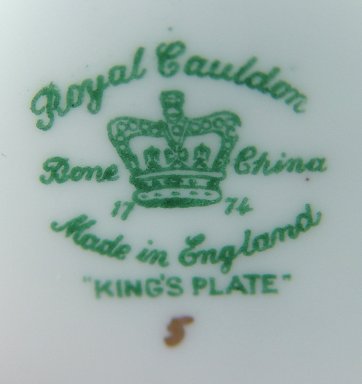 Royal Cauldon
Bone China
17 74
Made in England
"KING'S PLATE"
5